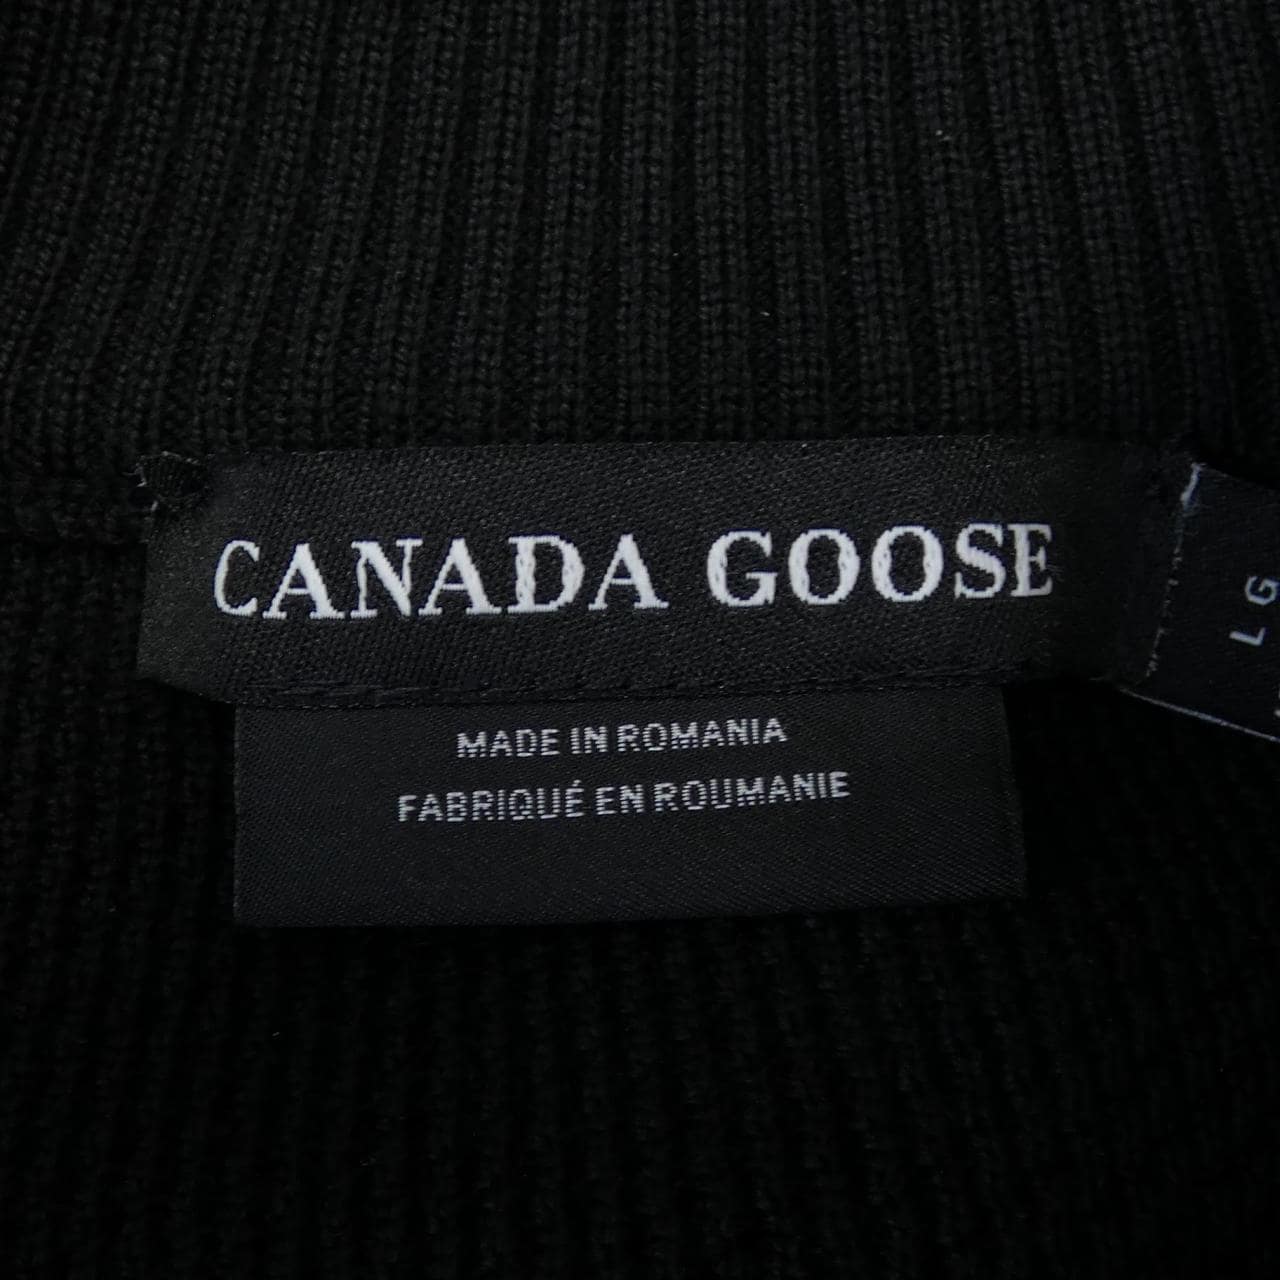 CANADA GOOSE
LG
MADE IN ROMANIA
FABRIQUÉ EN ROUMANIE